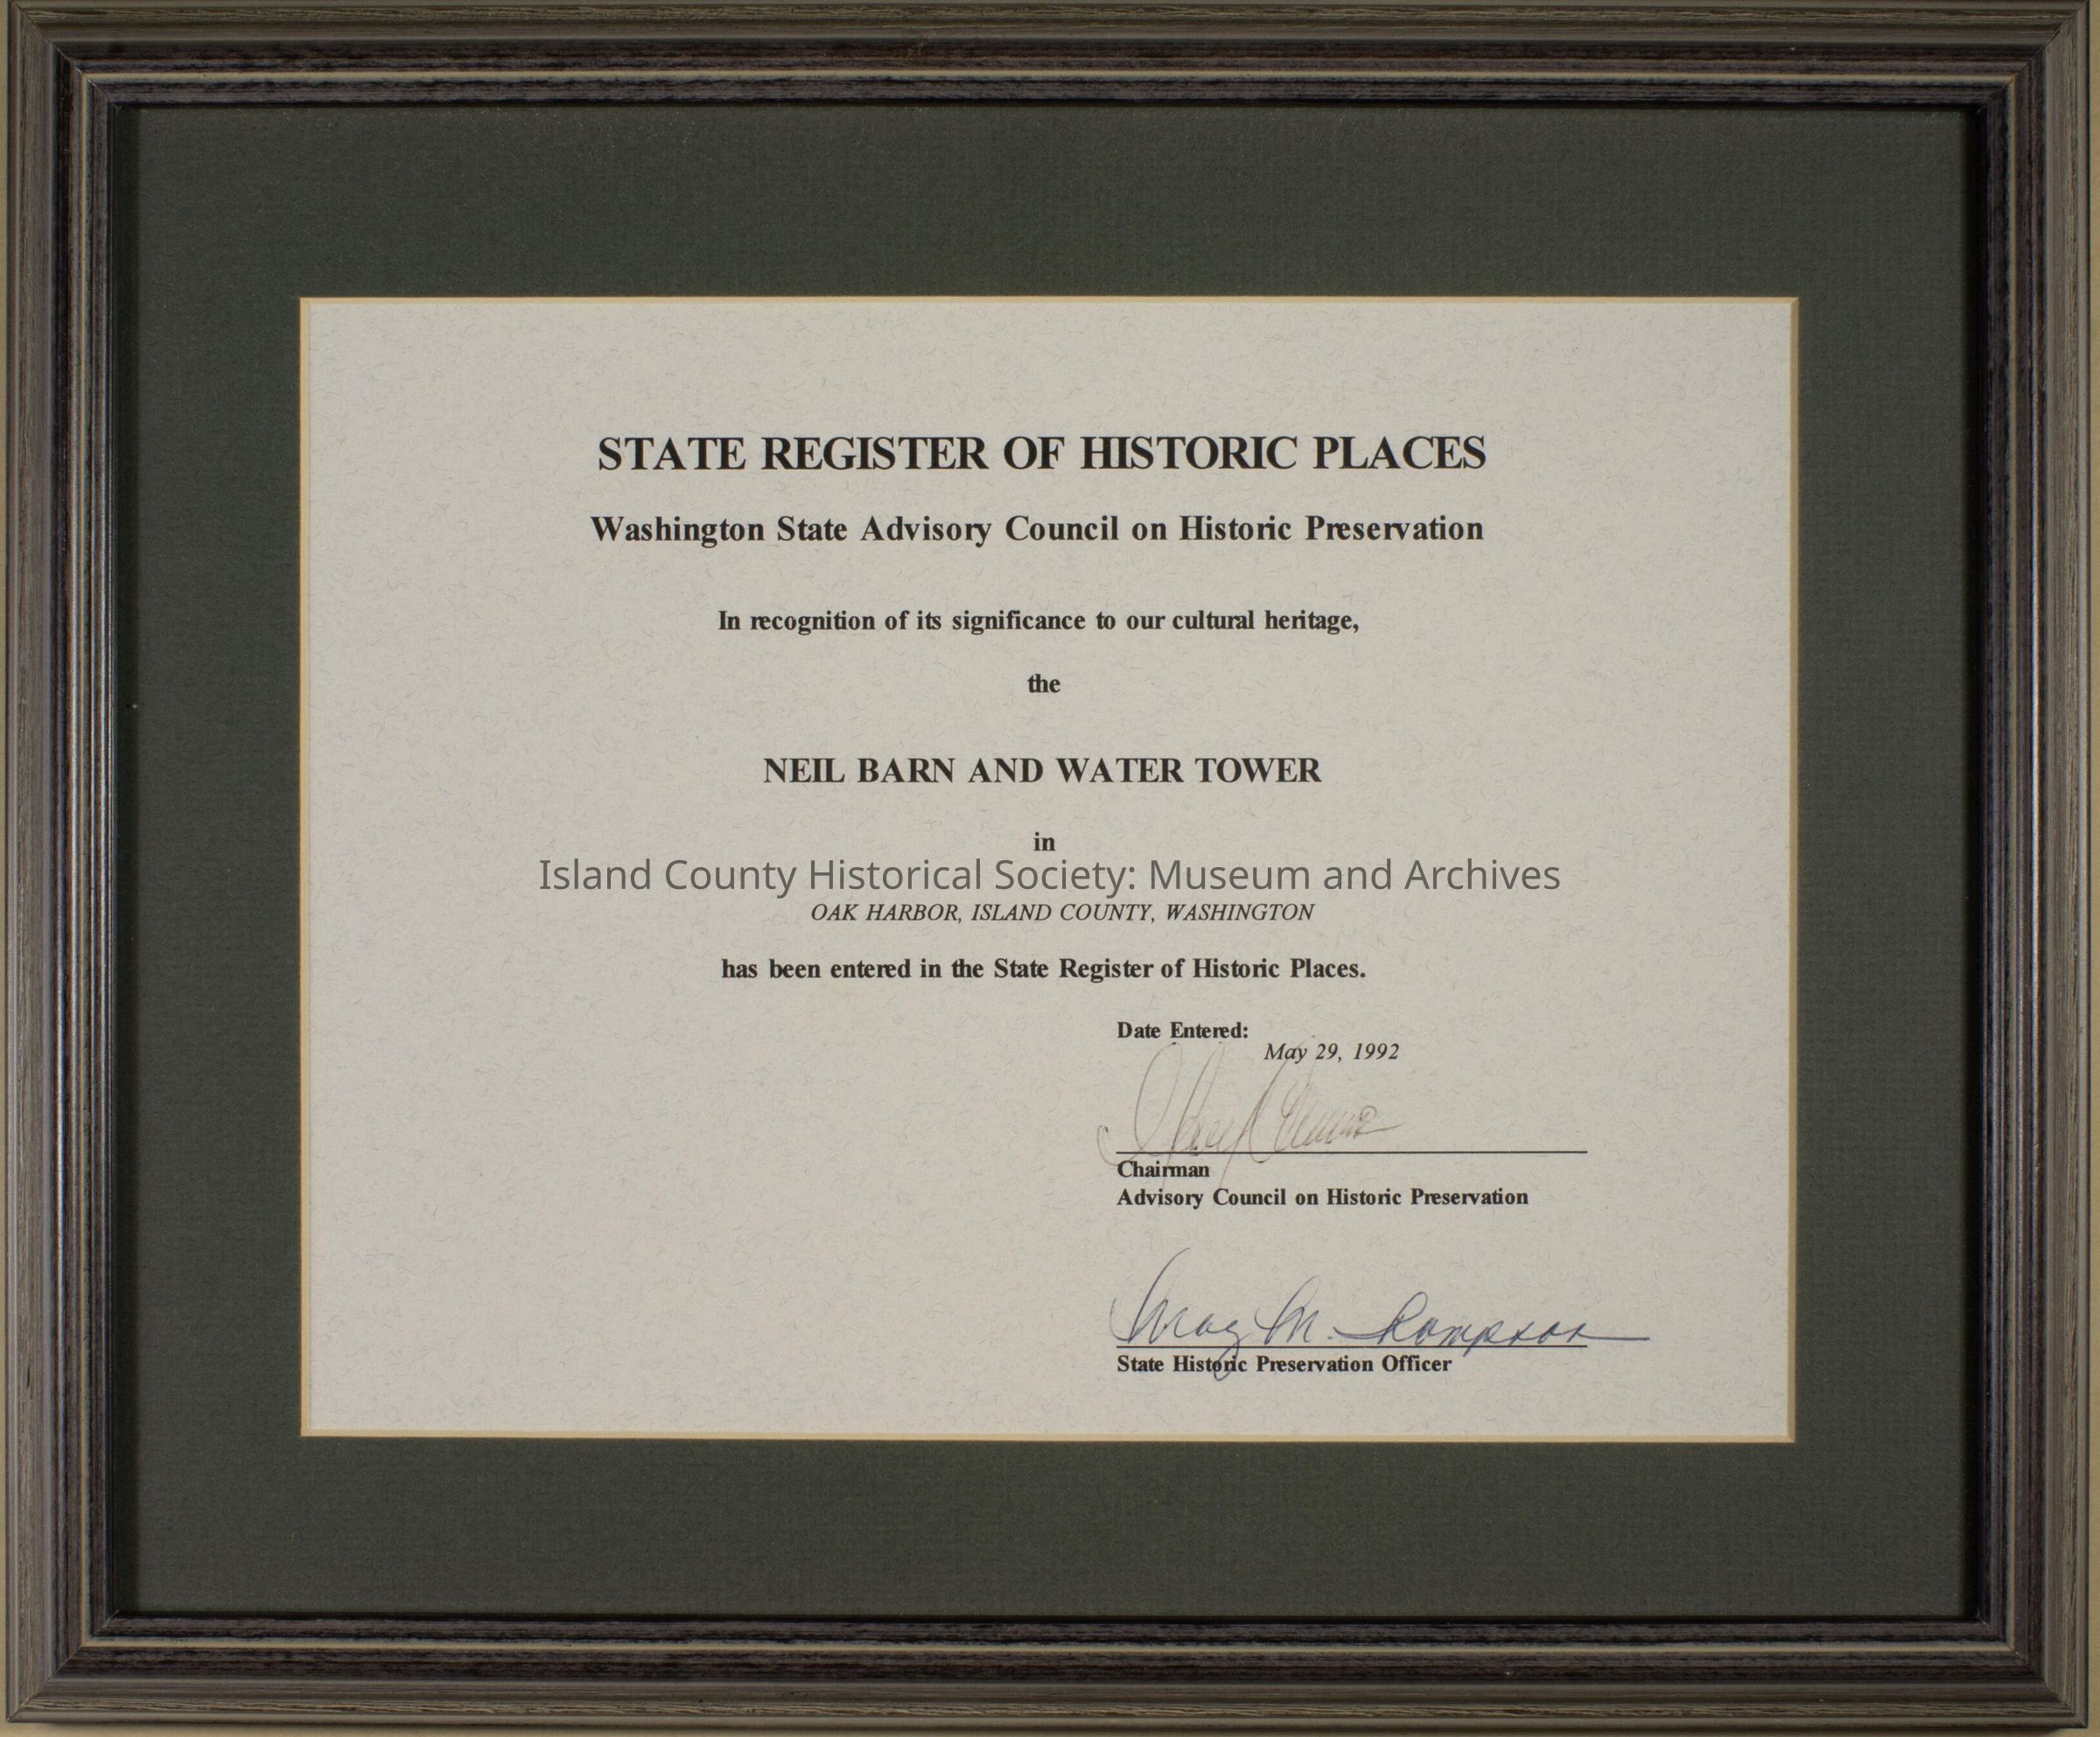 STATE REGISTER OF HISTORIC PLACES
Washington State Advisory Council on Historic Preservation
In recognition of its significance to our cultural heritage,
the
NEIL BARN AND WATER TOWER
in
Island County Historical Society: Museum and Archives
OAK HARBOR, ISLAND COUNTY, WASHINGTON
has been entered in the State Register of Historic Places.
Date Entered:
May 29, 1992
Chairman
Advisory Council on Historic Preservation
M.
State Historic Preservation Officer